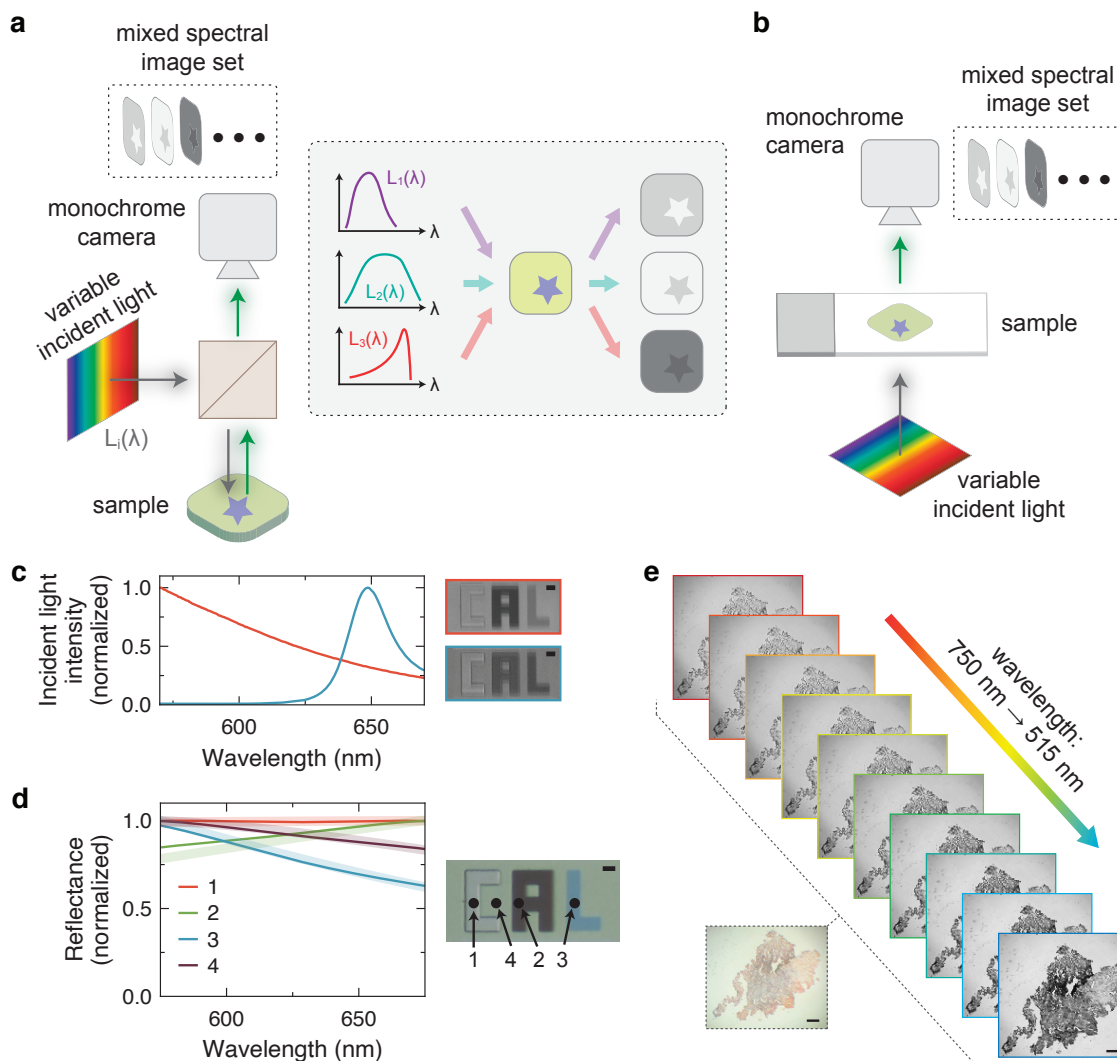 a
mixed spectral
image set
monochrome
camera
variable
incident light
Lᵢ(λ)
sample
L₁(λ)
λ
L₂(λ)
λ
L₃(λ)
λ
b
mixed spectral
image set
monochrome
camera
sample
variable
incident light
c
Incident light
intensity
(normalized)
1.0
0.5
0.0
600
650
Wavelength (nm)
CAL
CAL
d
Reflectance
(normalized)
1.0
0.5
0.0
1
2
3
4
600
650
Wavelength (nm)
CAL
1 4 2 3
e
wavelength:
750 nm → 515 nm